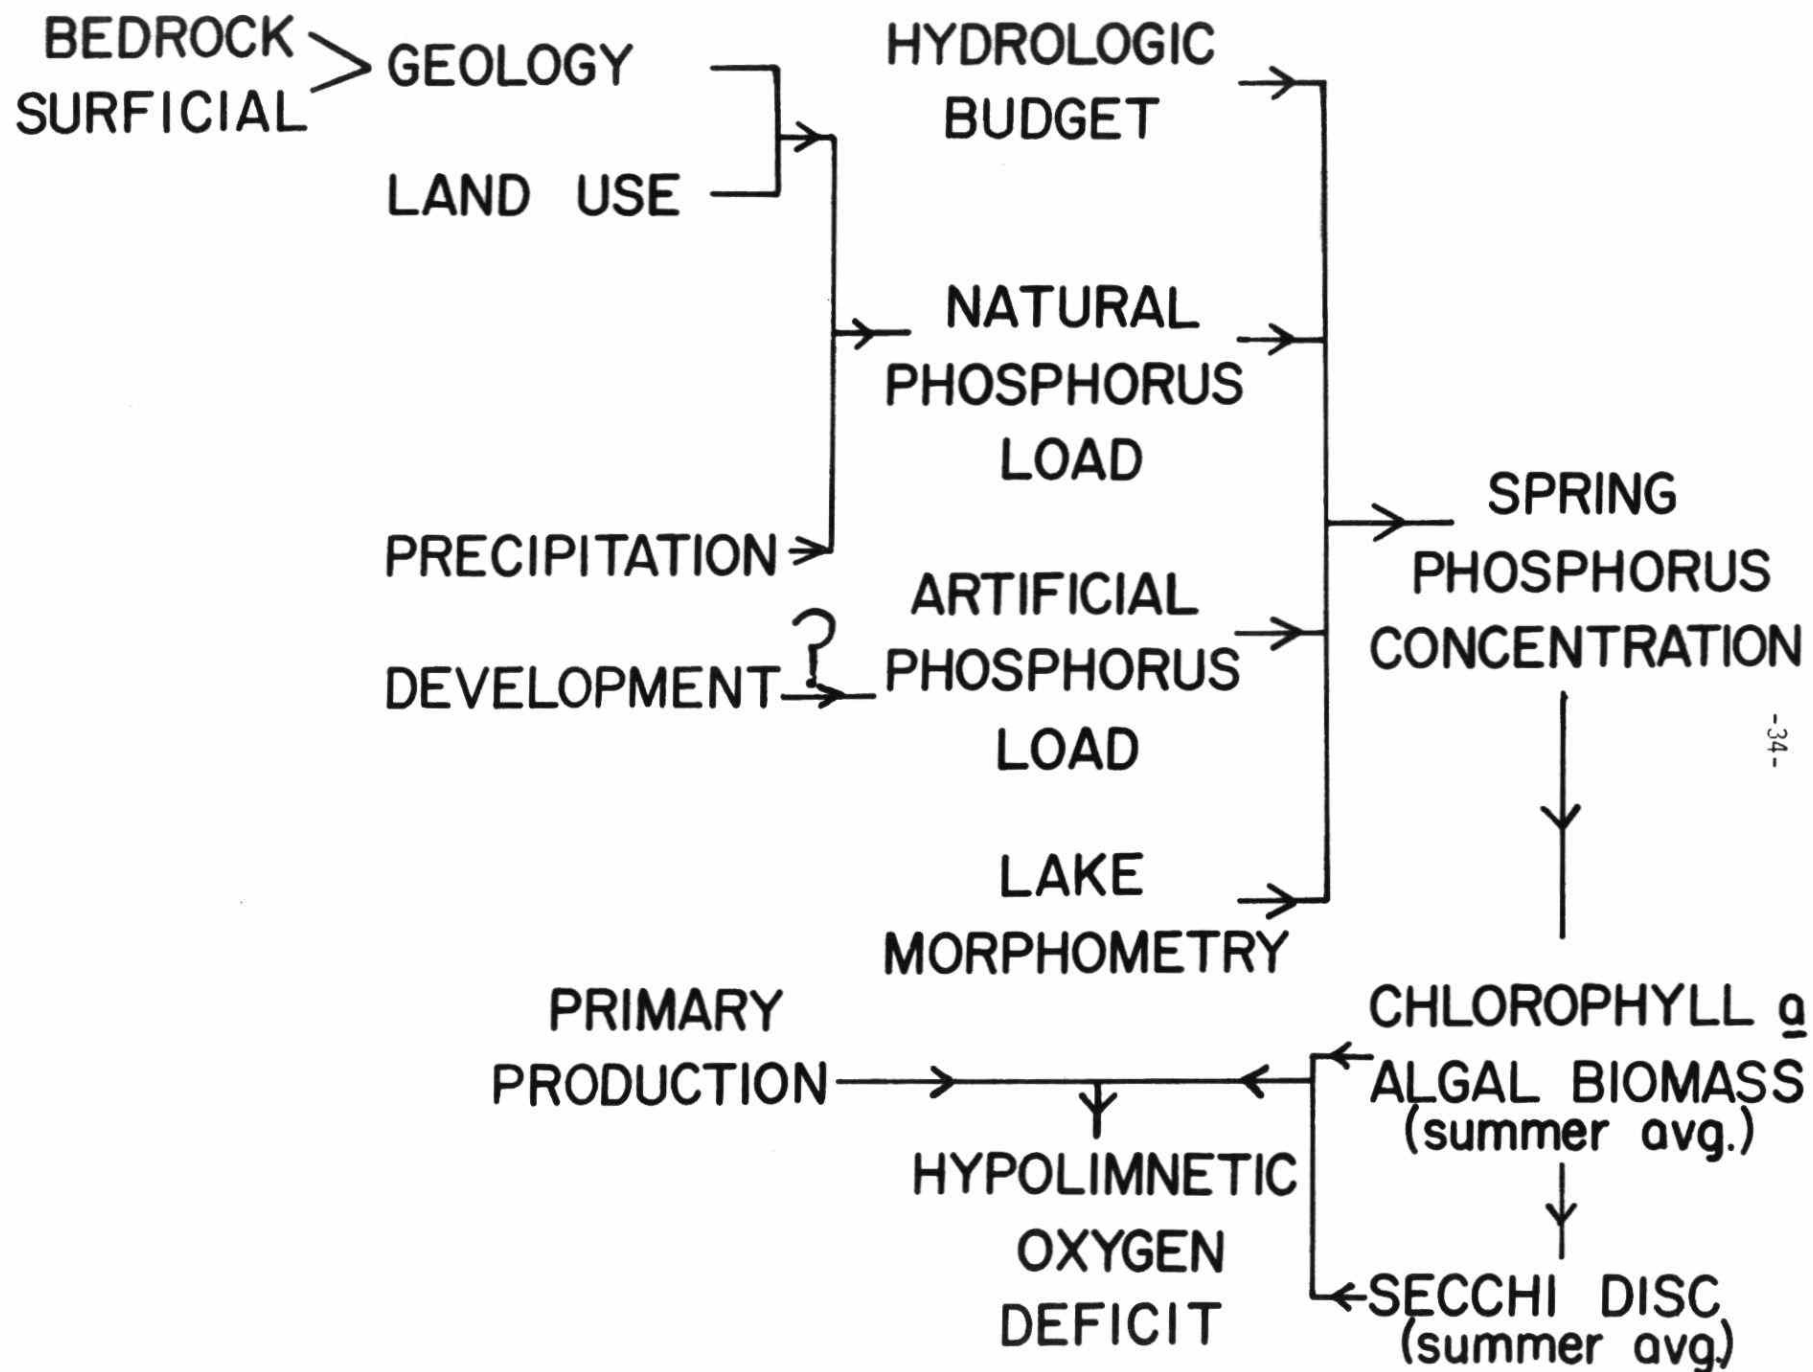 BEDROCK
SURFICIAL
GEOLOGY
LAND USE
PRECIPITATION
DEVELOPMENT
?
HYDROLOGIC
BUDGET
NATURAL
PHOSPHORUS
LOAD
ARTIFICIAL
PHOSPHORUS
LOAD
LAKE
MORPHOMETRY
SPRING
PHOSPHORUS
CONCENTRATION
-34-
CHLOROPHYLL a
ALGAL BIOMASS
(summer avg.)
SECCHI DISC
(summer avg.)
PRIMARY
PRODUCTION
HYPOLIMNETIC
OXYGEN
DEFICIT